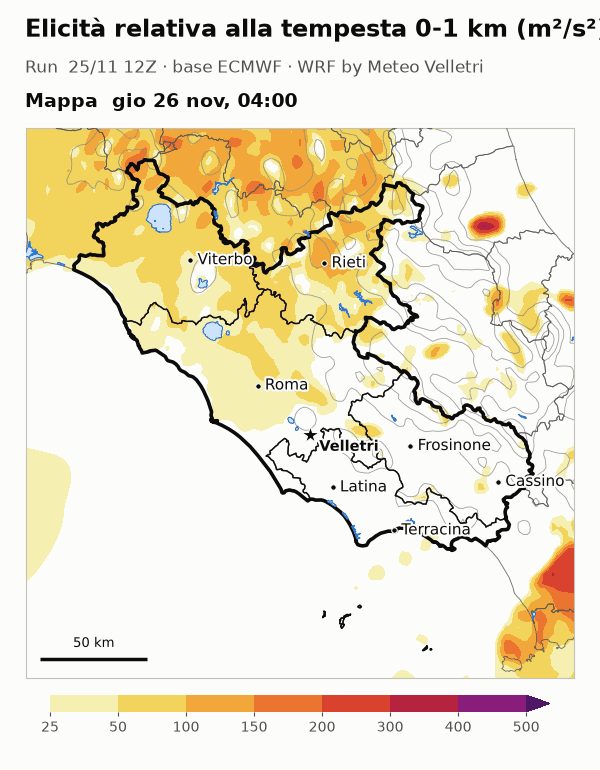 Elicità relativa alla tempesta 0-1 km (m²/s²)
Run  25/11 12Z · base ECMWF · WRF by Meteo Velletri
Mappa  gio 26 nov, 04:00
Viterbo
Rieti
Roma
Velletri
Frosinone
Cassino
Latina
Terracina
50 km
25 50 100 150 200 300 400 500